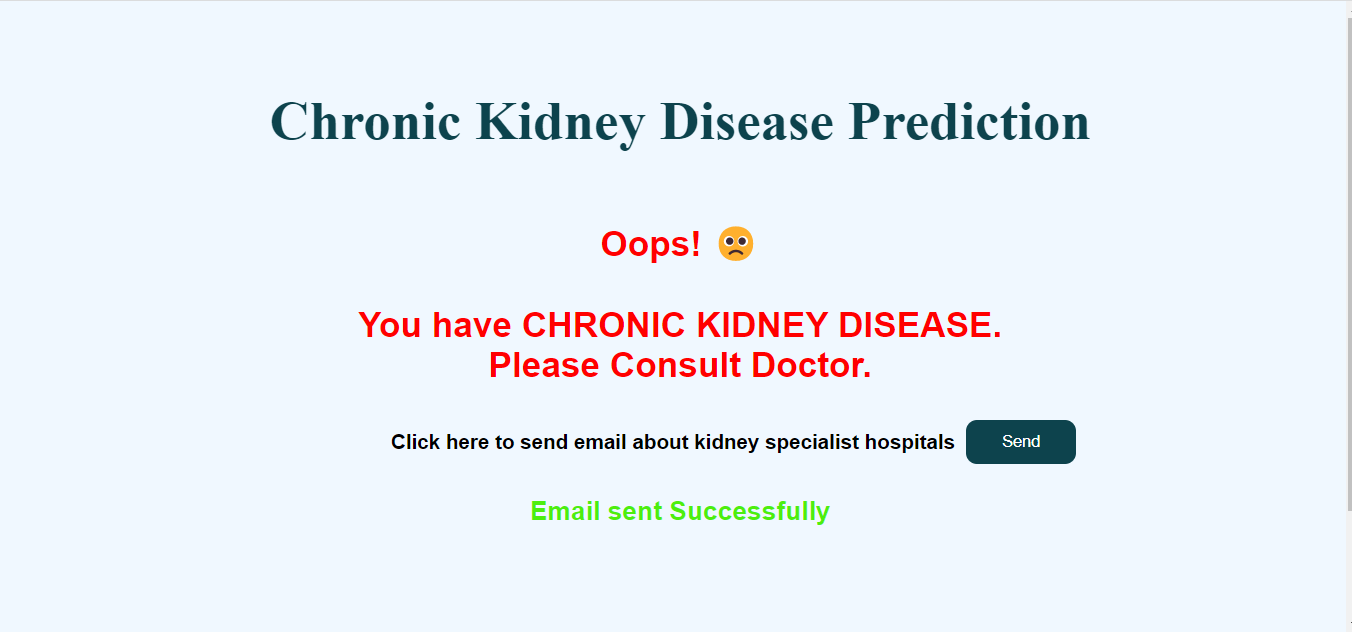 Chronic Kidney Disease Prediction
Oops! 🙁
You have CHRONIC KIDNEY DISEASE.
Please Consult Doctor.
Click here to send email about kidney specialist hospitals Send
Email sent Successfully